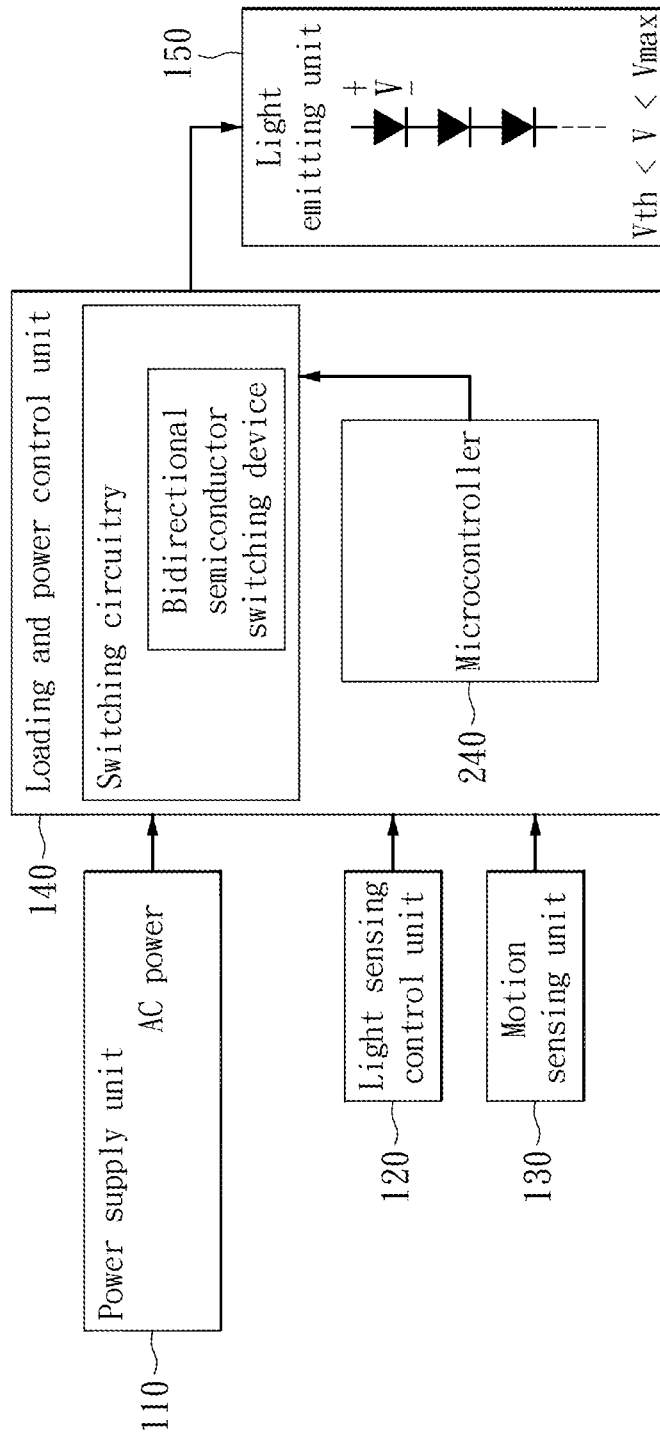 Power supply unit
AC power
110
Light sensing
control unit
120
Motion
sensing unit
130
Loading and power control unit
140
Switching circuitry
Bidirectional
semiconductor
switching device
Microcontroller
240
150
Light
emitting unit
+
V
-
Vth < V < Vmax